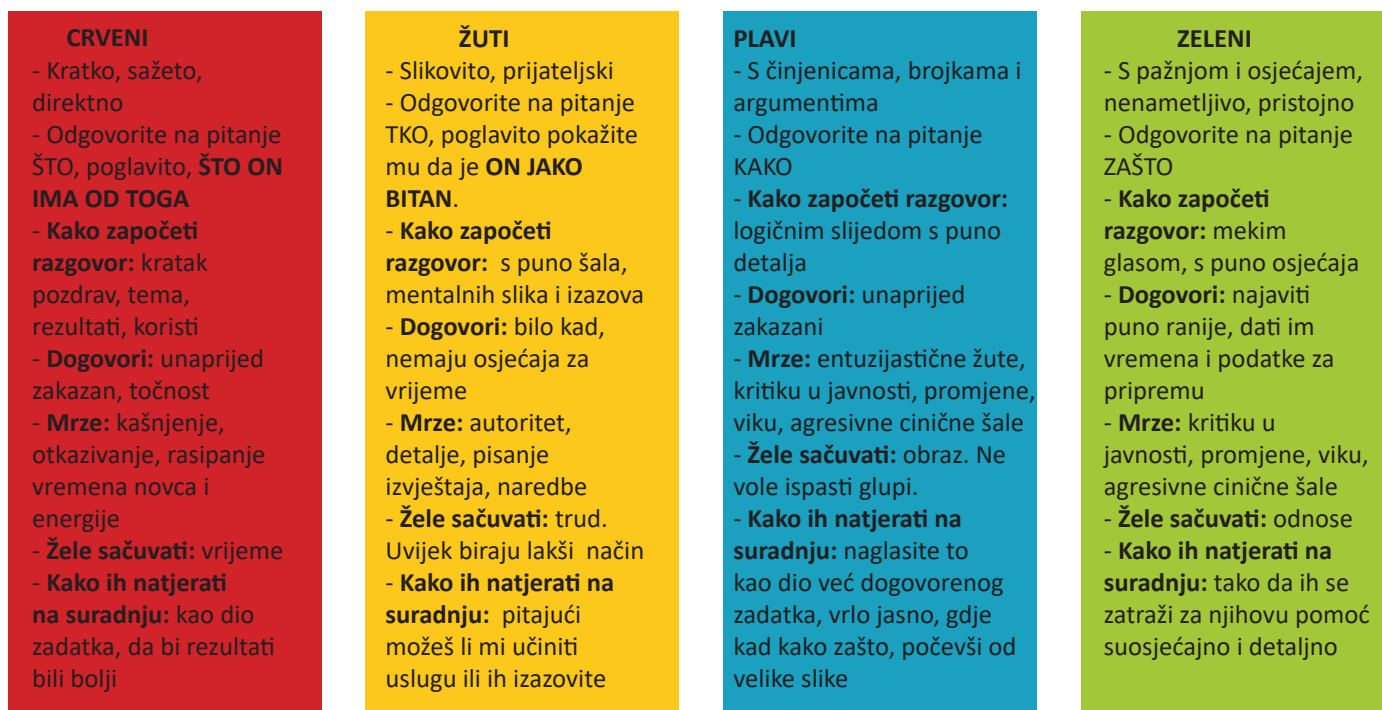 CRVENI
- Kratko, sažeto,
direktno
- Odgovorite na pitanje
ŠTO, poglavito, ŠTO ON
IMA OD TOGA
- Kako započeti
razgovor: kratak
pozdrav, tema,
rezultati, koristi
- Dogovori: unaprijed
zakazan, točnost
- Mrze: kašnjenje,
otkazivanje, rasipanje
vremena novca i
energije
- Žele sačuvati: vrijeme
- Kako ih natjerati
na suradnju: kao dio
zadatka, da bi rezultati
bili bolji
ŽUTI
- Slikovito, prijateljski
- Odgovorite na pitanje
TKO, poglavito pokažite
mu da je ON JAKO
BITAN.
- Kako započeti
razgovor: s puno šala,
mentalnih slika i izazova
- Dogovori: bilo kad,
nemaju osjećaja za
vrijeme
- Mrze: autoritet,
detalje, pisanje
izvještaja, naredbe
- Žele sačuvati: trud.
Uvijek biraju lakši način
- Kako ih natjerati na
suradnju: pitajući
možeš li mi učiniti
uslugu ili ih izazovite
PLAVI
- S činjenicama, brojkama i
argumentima
- Odgovorite na pitanje
KAKO
- Kako započeti razgovor:
logičnim slijedom s puno
detalja
- Dogovori: unaprijed
zakazani
- Mrze: entuzijastične žute,
kritiku u javnosti, promjene,
viku, agresivne cinične šale
- Žele sačuvati: obraz. Ne
vole ispasti glupi.
- Kako ih natjerati na
suradnju: naglasite to
kao dio već dogovorenog
zadatka, vrlo jasno, gdje
kad kako zašto, počevši od
velike slike
ZELENI
- S pažnjom i osjećajem,
nenametljivo, pristojno
- Odgovorite na pitanje
ZAŠTO
- Kako započeti
razgovor: mekim
glasom, s puno osjećaja
- Dogovori: najaviti
puno ranije, dati im
vremena i podatke za
pripremu
- Mrze: kritiku u
javnosti, promjene, viku,
agresivne cinične šale
- Žele sačuvati: odnose
- Kako ih natjerati na
suradnju: tako da ih se
zatraži za njihovu pomoć
suosjećajno i detaljno